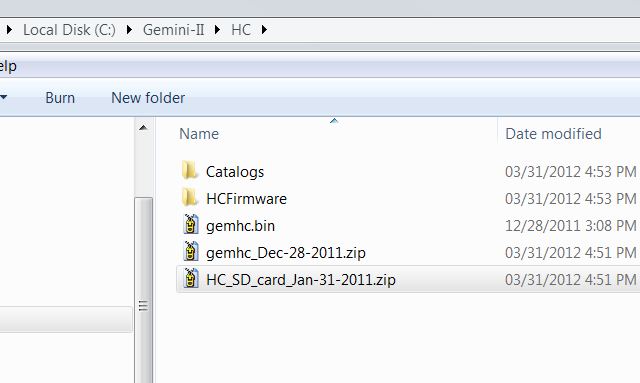 Local Disk (C:) Gemini-II HC
elp
Burn New folder
Name Date modified
Catalogs 03/31/2012 4:53 PM
HCFirmware 03/31/2012 4:53 PM
gemhc.bin 12/28/2011 3:08 PM
gemhc_Dec-28-2011.zip 03/31/2012 4:51 PM
HC_SD_card_Jan-31-2011.zip 03/31/2012 4:51 PM